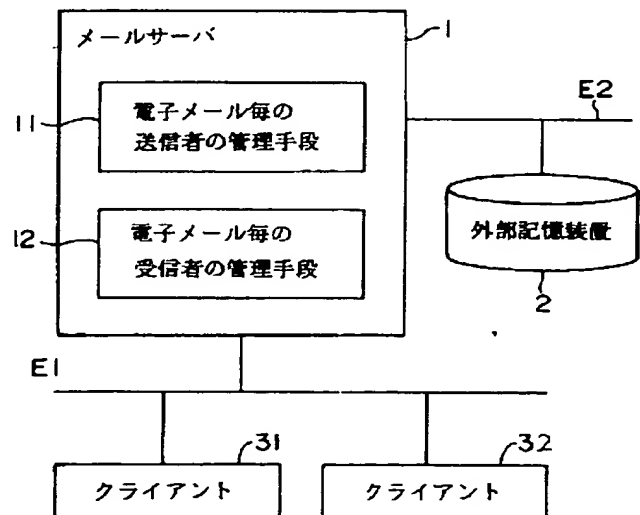 メールサーバ
1
11
電子メール毎の
送信者の管理手段
E2
12
電子メール毎の
受信者の管理手段
外部記憶装置
2
E1
31
32
クライアント
クライアント